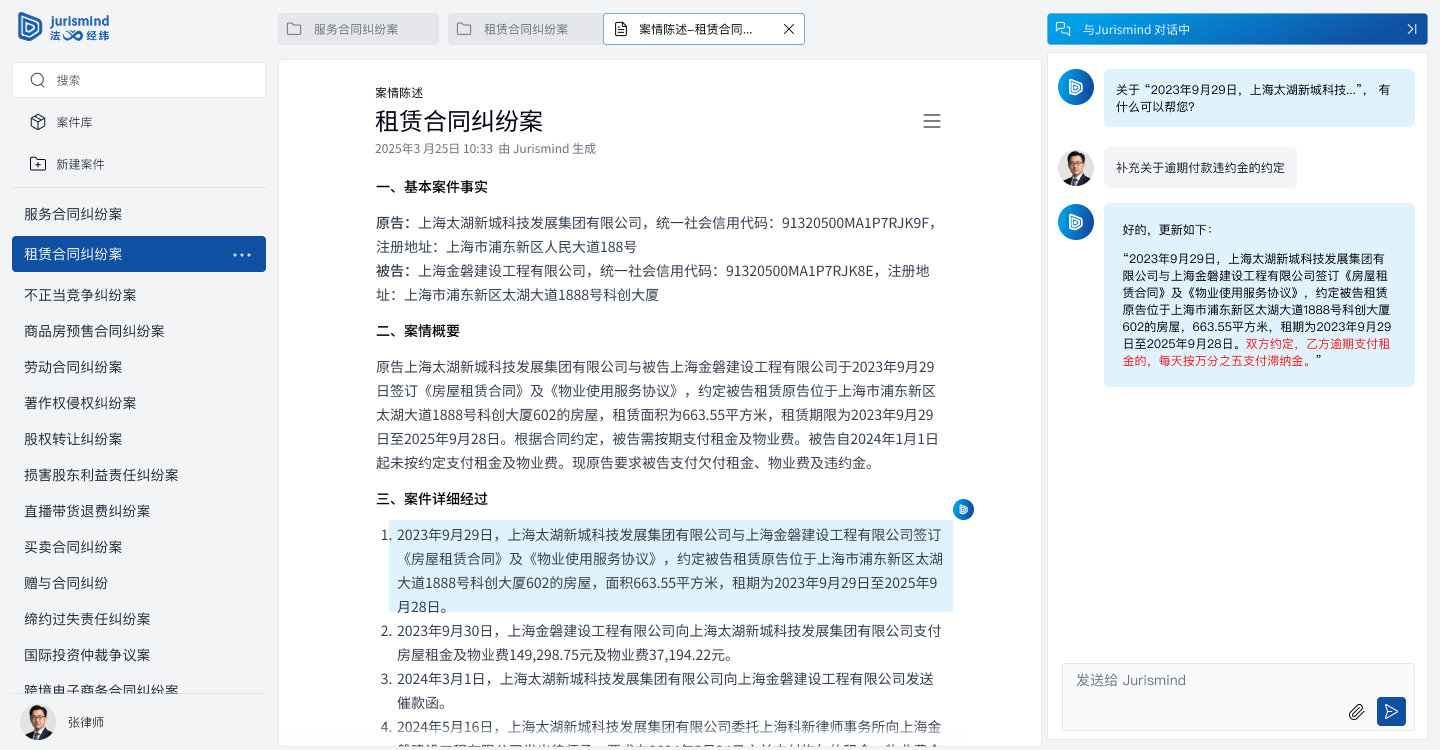 jurismind
法 经纬
搜索
案件库
新建案件
服务合同纠纷案
租赁合同纠纷案
不正当竞争纠纷案
商品房预售合同纠纷案
劳动合同纠纷案
著作权侵权纠纷案
股权转让纠纷案
损害股东利益责任纠纷案
直播带货退费纠纷案
买卖合同纠纷案
赠与合同纠纷
缔约过失责任纠纷案
国际投资仲裁争议案
跨境电子商务合同纠纷案
张律师
服务合同纠纷案
租赁合同纠纷案
案情陈述–租赁合同...
案情陈述
租赁合同纠纷案
2025年3 月25日 10:33 由 Jurismind 生成
一、基本案件事实
原告：上海太湖新城科技发展集团有限公司，统一社会信用代码：91320500MA1P7RJK9F，
注册地址：上海市浦东新区人民大道188号
被告：上海金磐建设工程有限公司，统一社会信用代码：91320500MA1P7RJK8E，注册地
址：上海市浦东新区太湖大道1888号科创大厦
二、案情概要
原告上海太湖新城科技发展集团有限公司与被告上海金磐建设工程有限公司于2023年9月29
日签订《房屋租赁合同》及《物业使用服务协议》，约定被告租赁原告位于上海市浦东新区
太湖大道1888号科创大厦602的房屋，租赁面积为663.55平方米，租赁期限为2023年9月29
日至2025年9月28日。根据合同约定，被告需按期支付租金及物业费。被告自2024年1月1日
起未按约定支付租金及物业费。现原告要求被告支付欠付租金、物业费及违约金。
三、案件详细经过
1. 2023年9月29日，上海太湖新城科技发展集团有限公司与上海金磐建设工程有限公司签订
《房屋租赁合同》及《物业使用服务协议》，约定被告租赁原告位于上海市浦东新区太湖
大道1888号科创大厦602的房屋，面积663.55平方米，租期为2023年9月29日至2025年9
月28日。
2. 2023年9月30日，上海金磐建设工程有限公司向上海太湖新城科技发展集团有限公司支付
房屋租金及物业费149,298.75元及物业费37,194.22元。
3. 2024年3月1日，上海太湖新城科技发展集团有限公司向上海金磐建设工程有限公司发送
催款函。
4. 2024年5月16日，上海太湖新城科技发展集团有限公司委托上海科新律师事务所向上海金
与Jurismind 对话中
关于 “2023年9月29日，上海太湖新城科技...”， 有
什么可以帮您?
补充关于逾期付款违约金的约定
好的，更新如下：
“2023年9月29日，上海太湖新城科技发展集团有
限公司与上海金磐建设工程有限公司签订《房屋租
赁合同》及《物业使用服务协议》，约定被告租赁
原告位于上海市浦东新区太湖大道1888号科创大厦
602的房屋，663.55平方米，租期为2023年9月29
日至2025年9月28日。双方约定，乙方逾期支付租
金的，每天按万分之五支付滞纳金。”
发送给 Jurismind